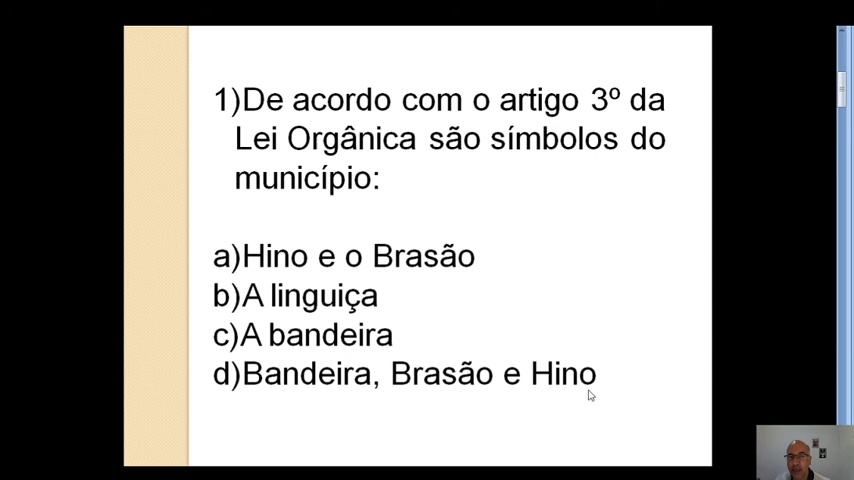 1)De acordo com o artigo 3º da
Lei Orgânica são símbolos do
município:
a)Hino e o Brasão
b)A linguiça
c)A bandeira
d)Bandeira, Brasão e Hino